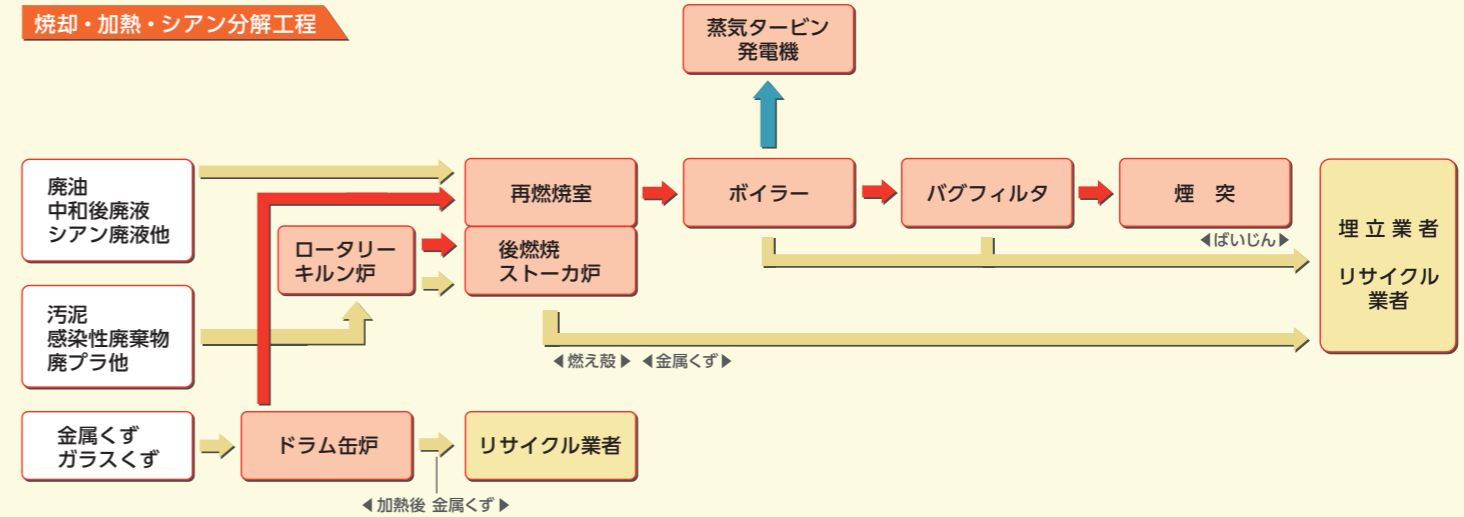 焼却・加熱・シアン分解工程
蒸気タービン
発電機
廃油
中和後廃液
シアン廃液他
再燃焼室
ボイラー
バグフィルタ
煙 突
埋立業者
リサイクル
業者
ロータリー
キルン炉
後燃焼
ストーカ炉
◀ばいじん▶
汚泥
感染性廃棄物
廃プラ他
◀燃え殻▶ ◀金属くず▶
金属くず
ガラスくず
ドラム缶炉
リサイクル業者
◀加熱後 金属くず▶